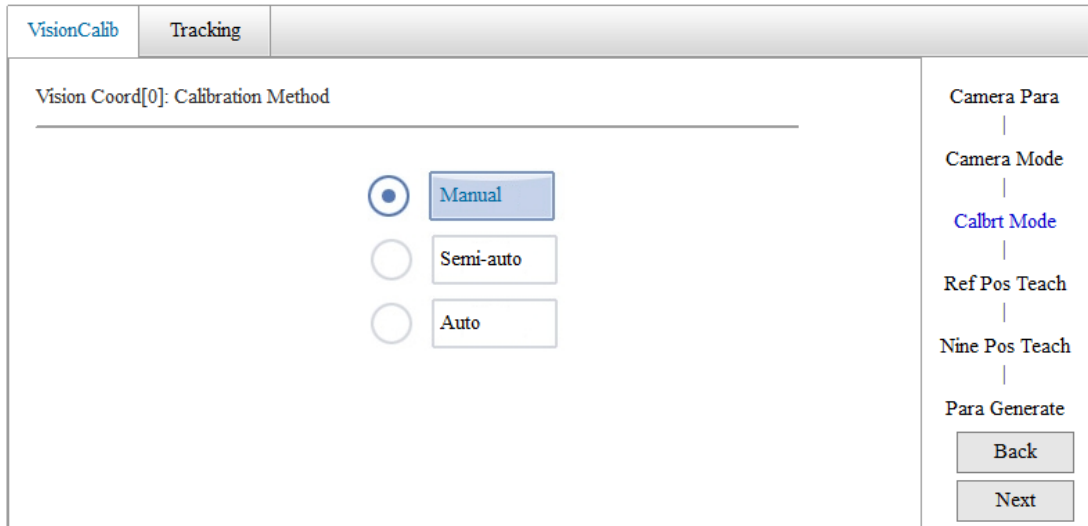 VisionCalib Tracking
Vision Coord[0]: Calibration Method
Manual
Semi-auto
Auto
Camera Para
Camera Mode
Calbrt Mode
Ref Pos Teach
Nine Pos Teach
Para Generate
Back
Next